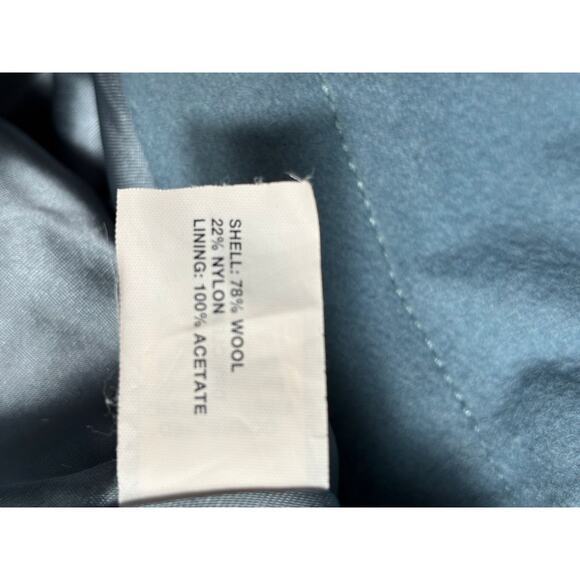 SHELL: 78% WOOL
22% NYLON
LINING: 100% ACETATE